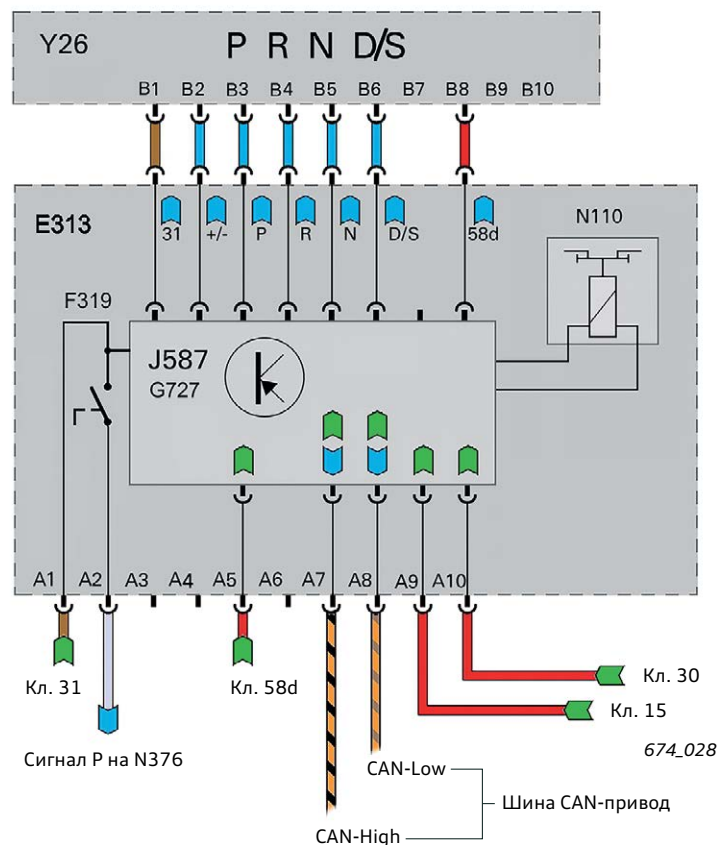 Y26 P R N D/S
B1 B2 B3 B4 B5 B6 B7 B8 B9 B10
E313
31 +/- P R N D/S 58d
N110
F319
J587
G727
A1 A2 A3 A4 A5 A6 A7 A8 A9 A10
Кл. 31
Кл. 58d
Кл. 30
Кл. 15
Сигнал P на N376
674_028
CAN-Low
Шина CAN-привод
CAN-High